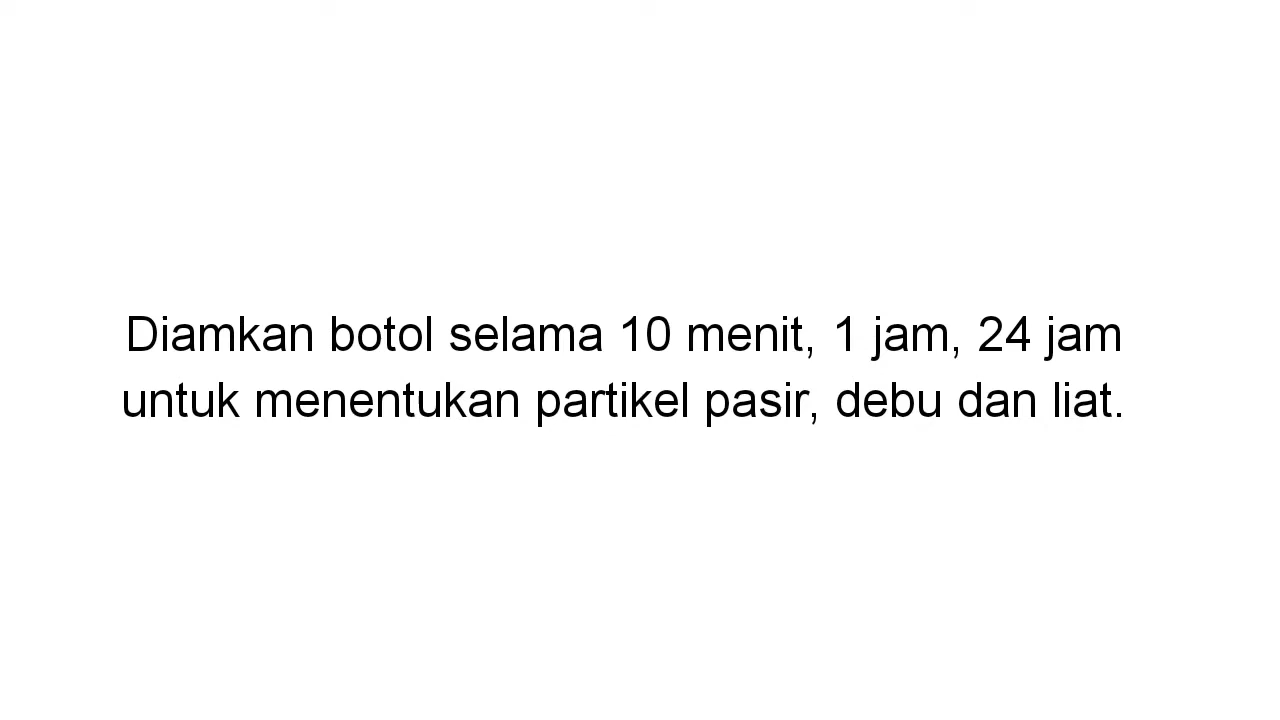 Diamkan botol selama 10 menit, 1 jam, 24 jam
untuk menentukan partikel pasir, debu dan liat.